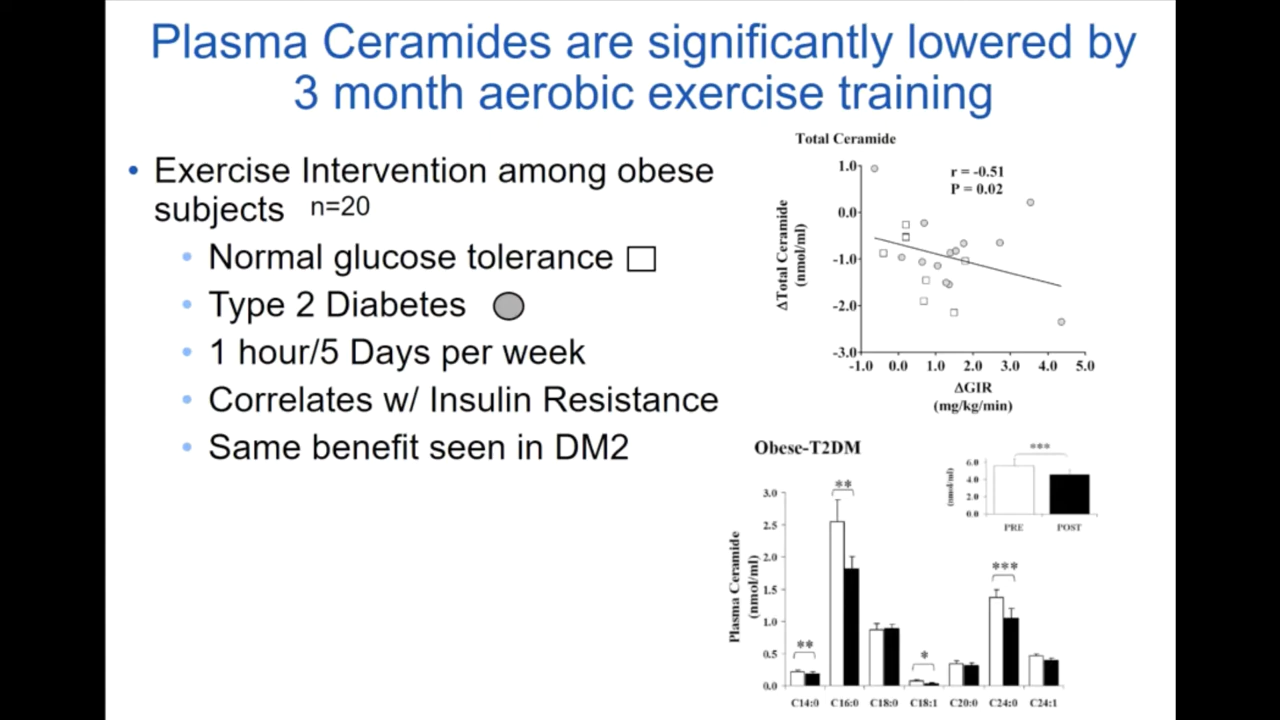 Plasma Ceramides are significantly lowered by
3 month aerobic exercise training
• Exercise Intervention among obese
subjects n=20
• Normal glucose tolerance
• Type 2 Diabetes
• 1 hour/5 Days per week
• Correlates w/ Insulin Resistance
• Same benefit seen in DM2
Total Ceramide
r = -0.51
P = 0.02
ΔTotal Ceramide
(nmol/ml)
1.0
0.0
-1.0
-2.0
-3.0
-1.0 0.0 1.0 2.0 3.0 4.0 5.0
ΔGIR
(mg/kg/min)
Obese-T2DM
Plasma Ceramide
(nmol/ml)
3.0
2.5
2.0
1.5
1.0
0.5
0.0
** ** * ***
C14:0 C16:0 C18:0 C18:1 C20:0 C24:0 C24:1
***
(nmol/ml)
6.0
4.0
2.0
0.0
PRE POST